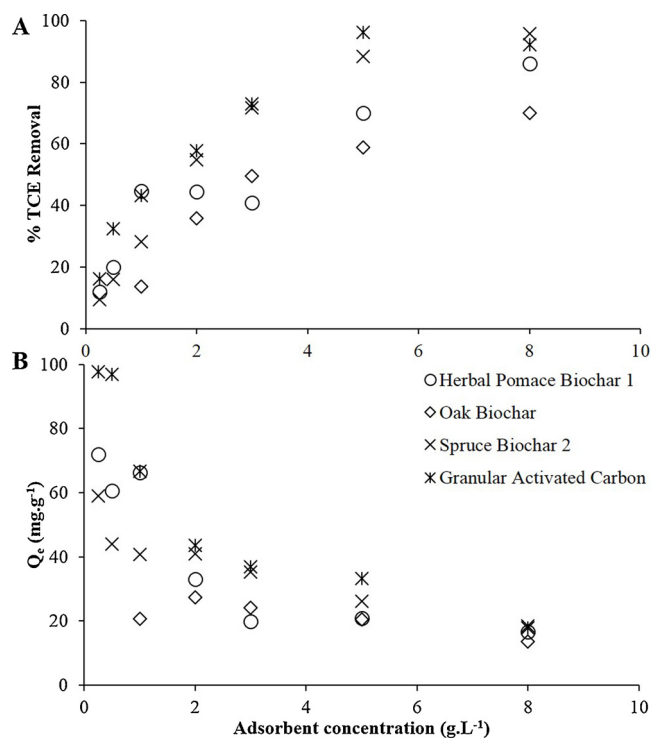 A
% TCE Removal
100
80
60
40
20
0
0 2 4 6 8 10
B
Qe (mg.g-1)
100
80
60
40
20
0
Herbal Pomace Biochar 1
Oak Biochar
Spruce Biochar 2
Granular Activated Carbon
0 2 4 6 8 10
Adsorbent concentration (g.L-1)